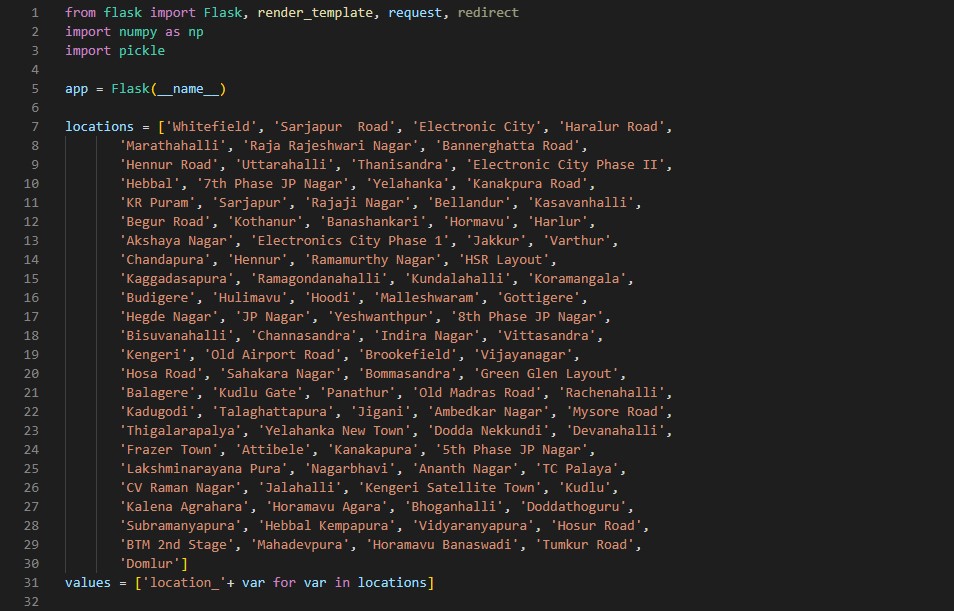 1 from flask import Flask, render_template, request, redirect
2 import numpy as np
3 import pickle
4
5 app = Flask(__name__)
6
7 locations = ['Whitefield', 'Sarjapur  Road', 'Electronic City', 'Haralur Road',
8 'Marathahalli', 'Raja Rajeshwari Nagar', 'Bannerghatta Road',
9 'Hennur Road', 'Uttarahalli', 'Thanisandra', 'Electronic City Phase II',
10 'Hebbal', '7th Phase JP Nagar', 'Yelahanka', 'Kanakpura Road',
11 'KR Puram', 'Sarjapur', 'Rajaji Nagar', 'Bellandur', 'Kasavanhalli',
12 'Begur Road', 'Kothanur', 'Banashankari', 'Hormavu', 'Harlur',
13 'Akshaya Nagar', 'Electronics City Phase 1', 'Jakkur', 'Varthur',
14 'Chandapura', 'Hennur', 'Ramamurthy Nagar', 'HSR Layout',
15 'Kaggadasapura', 'Ramagondanahalli', 'Kundalahalli', 'Koramangala',
16 'Budigere', 'Hulimavu', 'Hoodi', 'Malleshwaram', 'Gottigere',
17 'Hegde Nagar', 'JP Nagar', 'Yeshwanthpur', '8th Phase JP Nagar',
18 'Bisuvanahalli', 'Channasandra', 'Indira Nagar', 'Vittasandra',
19 'Kengeri', 'Old Airport Road', 'Brookefield', 'Vijayanagar',
20 'Hosa Road', 'Sahakara Nagar', 'Bommasandra', 'Green Glen Layout',
21 'Balagere', 'Kudlu Gate', 'Panathur', 'Old Madras Road', 'Rachenahalli',
22 'Kadugodi', 'Talaghattapura', 'Jigani', 'Ambedkar Nagar', 'Mysore Road',
23 'Thigalarapalya', 'Yelahanka New Town', 'Dodda Nekkundi', 'Devanahalli',
24 'Frazer Town', 'Attibele', 'Kanakapura', '5th Phase JP Nagar',
25 'Lakshminarayana Pura', 'Nagarbhavi', 'Ananth Nagar', 'TC Palaya',
26 'CV Raman Nagar', 'Jalahalli', 'Kengeri Satellite Town', 'Kudlu',
27 'Kalena Agrahara', 'Horamavu Agara', 'Bhoganhalli', 'Doddathoguru',
28 'Subramanyapura', 'Hebbal Kempapura', 'Vidyaranyapura', 'Hosur Road',
29 'BTM 2nd Stage', 'Mahadevpura', 'Horamavu Banaswadi', 'Tumkur Road',
30 'Domlur']
31 values = ['location_'+ var for var in locations]
32